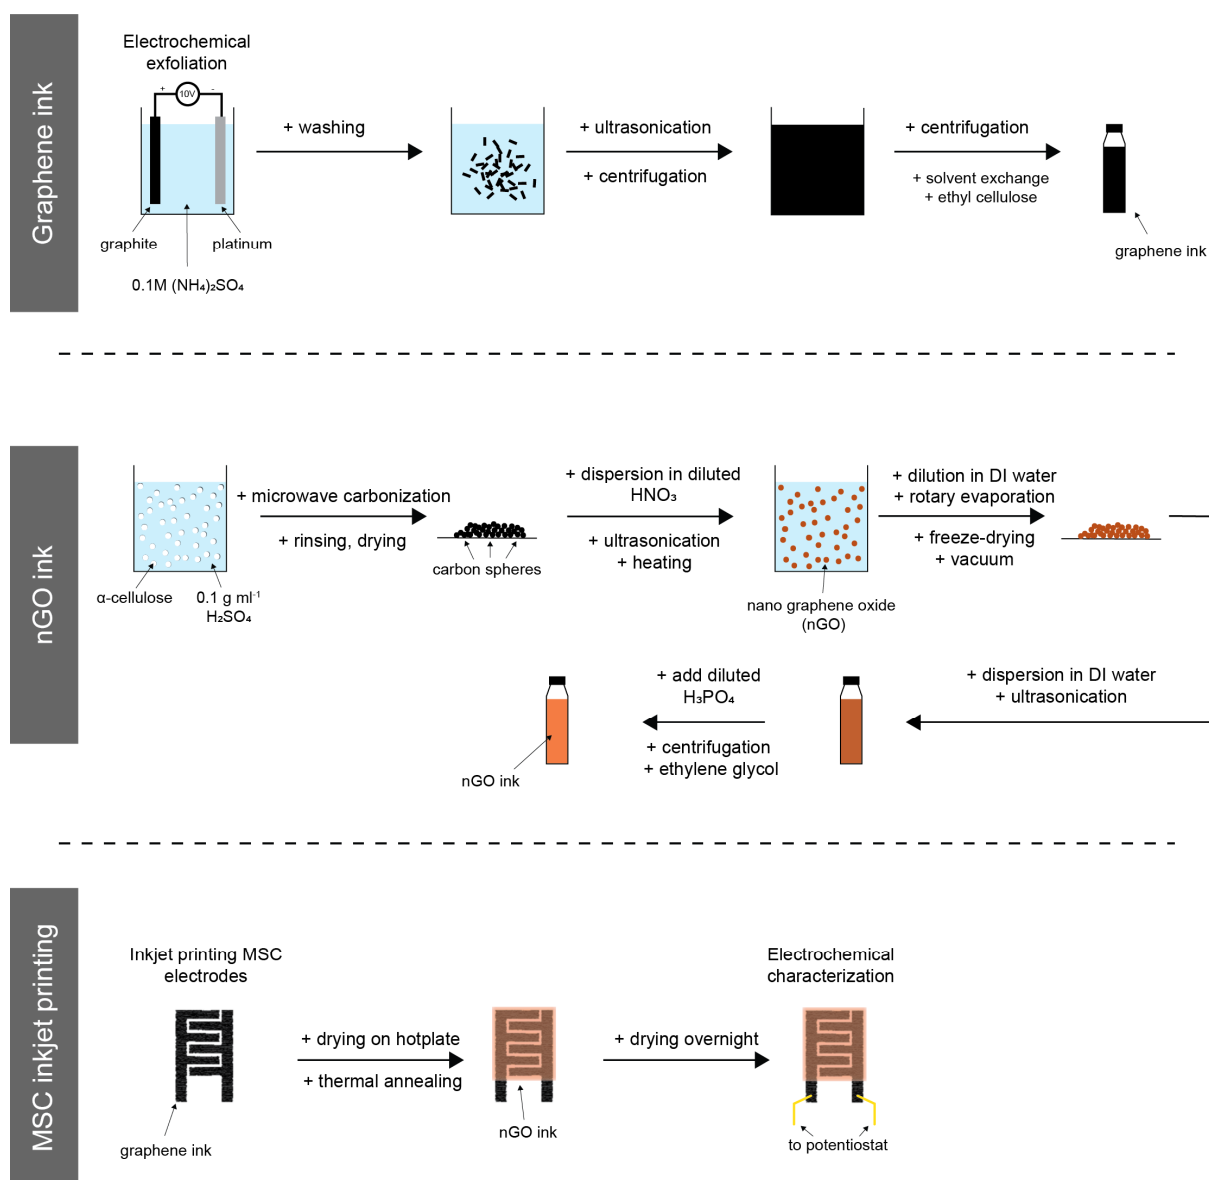 Graphene ink
Electrochemical
exfoliation
+
10V
-
graphite
platinum
0.1M (NH₄)₂SO₄
+ washing
+ ultrasonication
+ centrifugation
+ centrifugation
+ solvent exchange
+ ethyl cellulose
graphene ink
nGO ink
α-cellulose
0.1 g ml⁻¹
H₂SO₄
+ microwave carbonization
+ rinsing, drying
carbon spheres
+ dispersion in diluted
HNO₃
+ ultrasonication
+ heating
nano graphene oxide
(nGO)
+ dilution in DI water
+ rotary evaporation
+ freeze-drying
+ vacuum
+ dispersion in DI water
+ ultrasonication
+ add diluted
H₃PO₄
+ centrifugation
+ ethylene glycol
nGO ink
MSC inkjet printing
Inkjet printing MSC
electrodes
graphene ink
+ drying on hotplate
+ thermal annealing
nGO ink
+ drying overnight
Electrochemical
characterization
to potentiostat